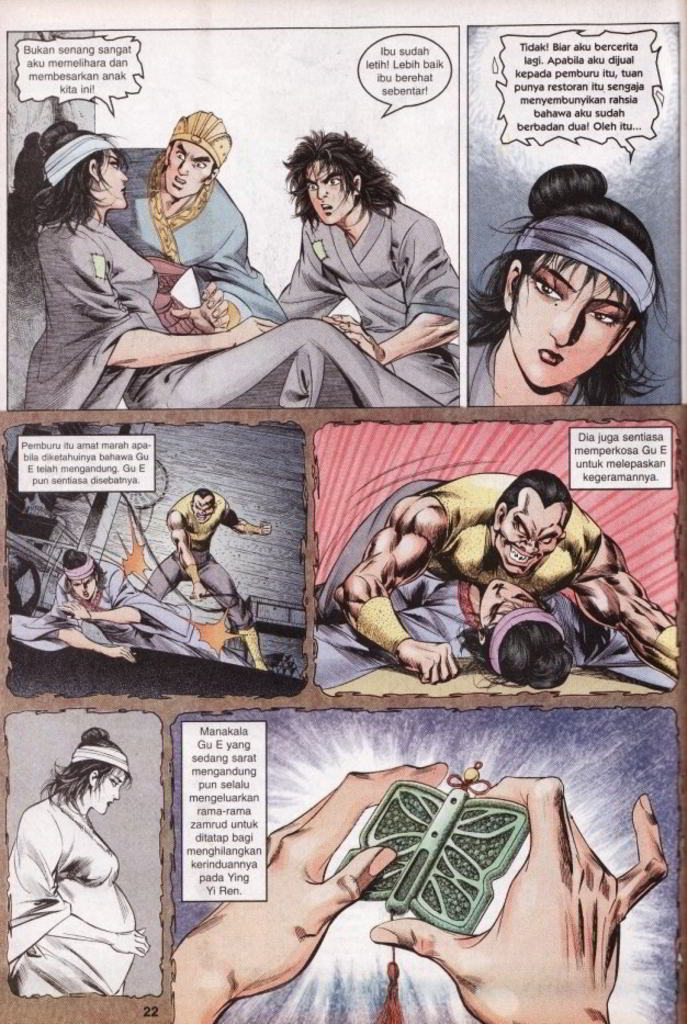 Bukan senang sangat
aku memelihara dan
membesarkan anak
kita ini!
Ibu sudah
letih! Lebih baik
ibu berehat
sebentar!
Tidak! Biar aku bercerita
lagi. Apabila aku dijual
kepada pemburu itu, tuan
punya restoran itu sengaja
menyembunyikan rahsia
bahawa aku sudah
berbadan dua! Oleh itu...
Pemburu itu amat marah apa-
bila diketahuinya bahawa Gu
E telah mengandung. Gu E
pun sentiasa disebatnya.
Dia juga sentiasa
memperkosa Gu E
untuk melepaskan
kegeramannya.
Manakala
Gu E yang
sedang sarat
mengandung
pun selalu
mengeluarkan
rama-rama
zamrud untuk
ditatap bagi
menghilangkan
kerinduannya
pada Ying
Yi Ren.
22